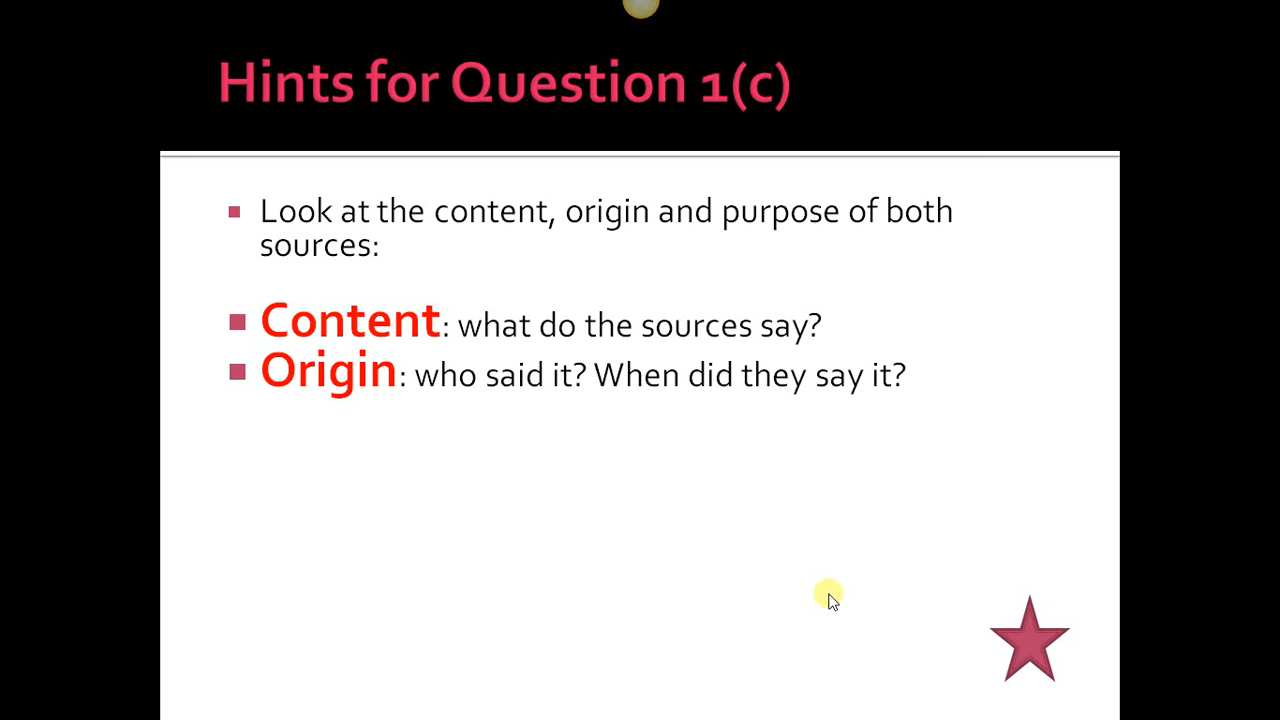 Hints for Question 1(c)
Look at the content, origin and purpose of both
sources:
Content: what do the sources say?
Origin: who said it? When did they say it?